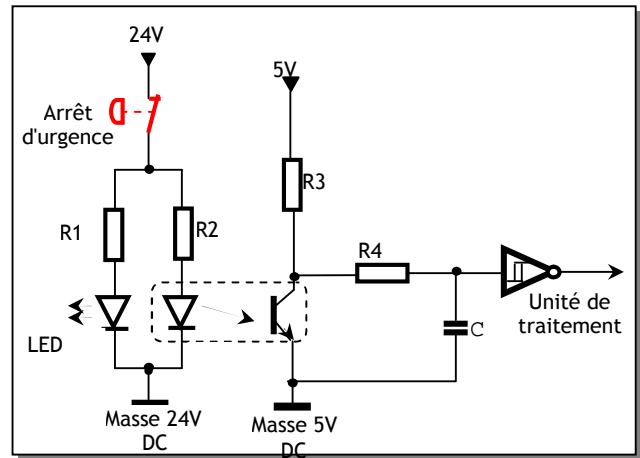 24V
5V
Arrêt
d'urgence
R3
R1
R2
R4
Unité de
traitement
C
LED
Masse 24V
DC
Masse 5V
DC